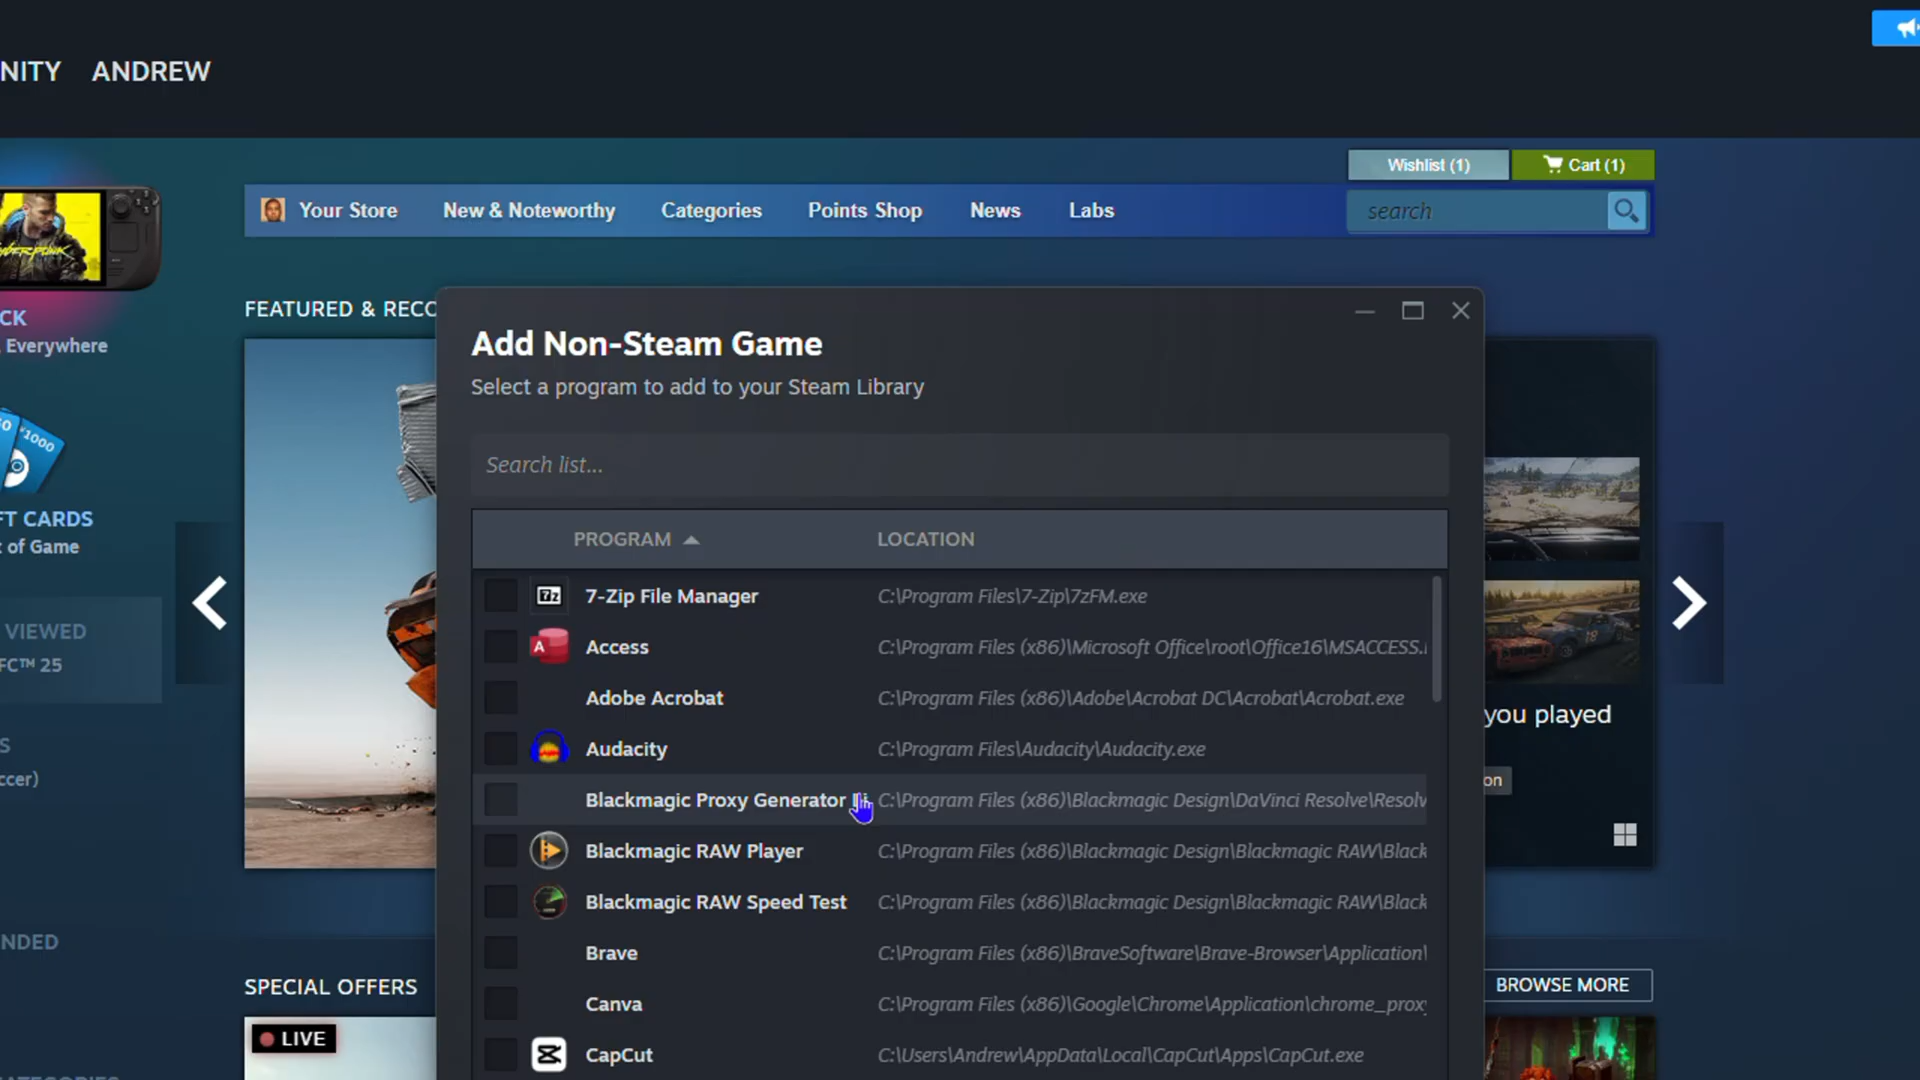 NITY ANDREW
Wishlist (1) Cart (1)
Your Store New & Noteworthy Categories Points Shop News Labs
search
CK
Everywhere
FEATURED & RECO
Add Non-Steam Game
Select a program to add to your Steam Library
Search list...
FT CARDS
of Game
PROGRAM LOCATION
7-Zip File Manager C:\Program Files\7-Zip\7zFM.exe
VIEWED
FC™ 25
Access C:\Program Files (x86)\Microsoft Office\root\Office16\MSACCESS.
Adobe Acrobat C:\Program Files (x86)\Adobe\Acrobat DC\Acrobat\Acrobat.exe
you played
S
ccer)
Audacity C:\Program Files\Audacity\Audacity.exe
on
Blackmagic Proxy Generator C:\Program Files (x86)\Blackmagic Design\DaVinci Resolve\Resolv
Blackmagic RAW Player C:\Program Files (x86)\Blackmagic Design\Blackmagic RAW\Black
Blackmagic RAW Speed Test C:\Program Files (x86)\Blackmagic Design\Blackmagic RAW\Black
NDED
Brave C:\Program Files (x86)\BraveSoftware\Brave-Browser\Application\
SPECIAL OFFERS
BROWSE MORE
Canva C:\Program Files (x86)\Google\Chrome\Application\chrome_proxy
LIVE
CapCut C:\Users\Andrew\AppData\Local\CapCut\Apps\CapCut.exe